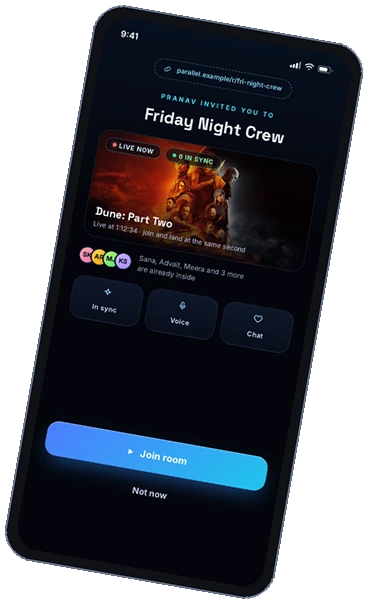 9:41
parallel.example/r/fri-night-crew
PRANAV INVITED YOU TO
Friday Night Crew
LIVE NOW
6 IN SYNC
Dune: Part Two
Live at 1:12:34 · join and land at the same second
SK AR M KS
Sana, Advait, Meera and 3 more
are already inside
In sync
Voice
Chat
Join room
Not now